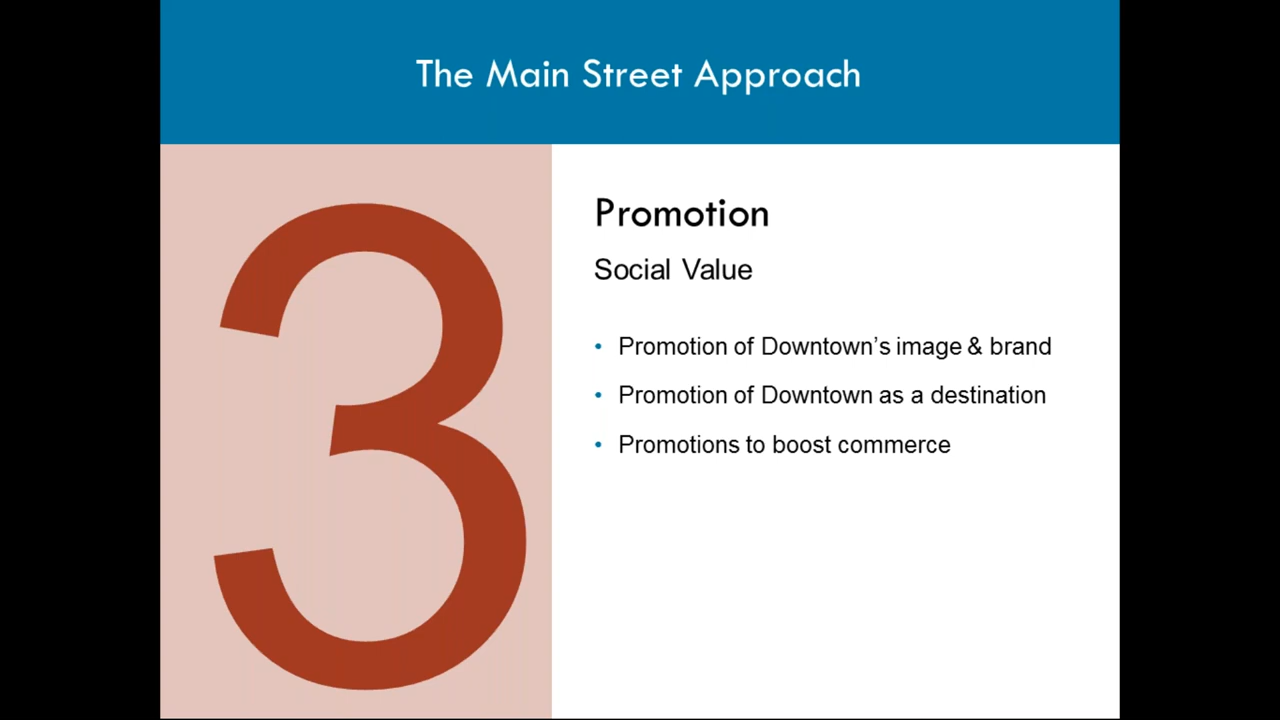 The Main Street Approach
3
Promotion
Social Value
• Promotion of Downtown’s image & brand
• Promotion of Downtown as a destination
• Promotions to boost commerce